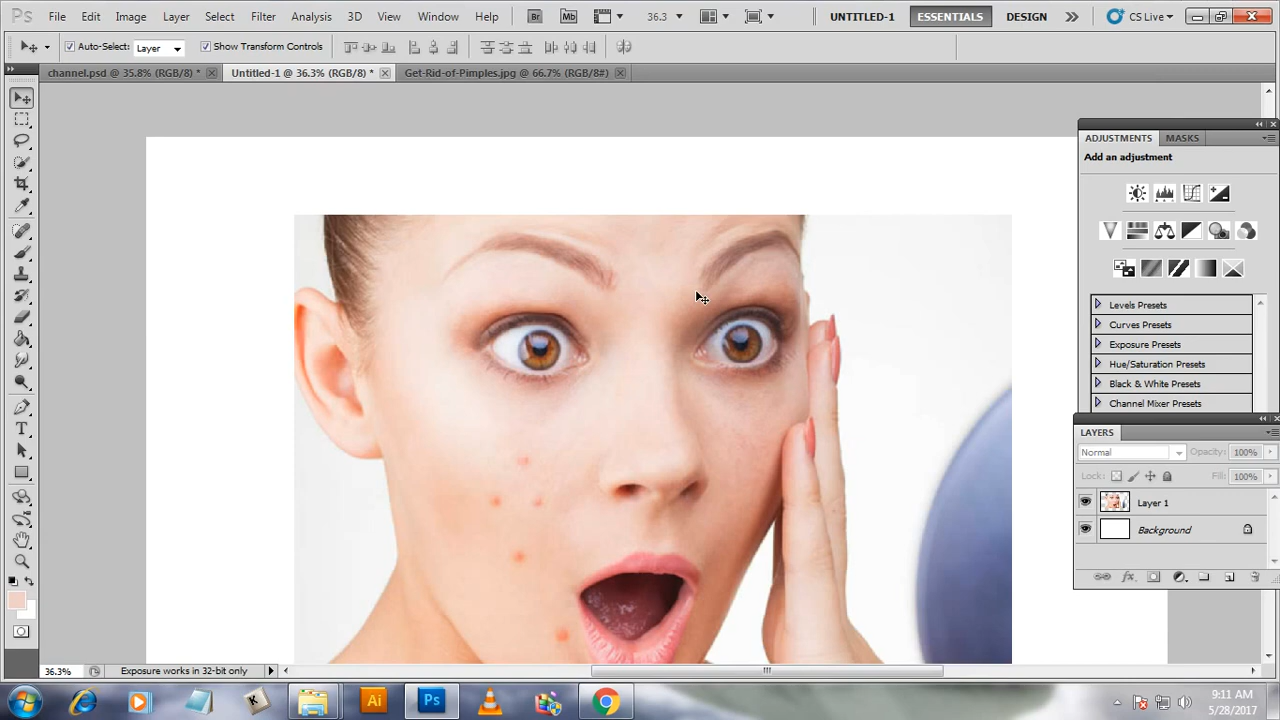 Ps File Edit Image Layer Select Filter Analysis 3D View Window Help Br Mb 36.3 UNTITLED-1 ESSENTIALS DESIGN CS Live
Auto-Select: Layer Show Transform Controls
channel.psd @ 35.8% (RGB/8) * Untitled-1 @ 36.3% (RGB/8) * Get-Rid-of-Pimples.jpg @ 66.7% (RGB/8#)
ADJUSTMENTS MASKS
Add an adjustment
Levels Presets
Curves Presets
Exposure Presets
Hue/Saturation Presets
Black & White Presets
Channel Mixer Presets
LAYERS
Normal Opacity: 100%
Lock: Fill: 100%
Layer 1
Background
T
36.3% Exposure works in 32-bit only
K Ai Ps
9:11 AM
5/28/2017